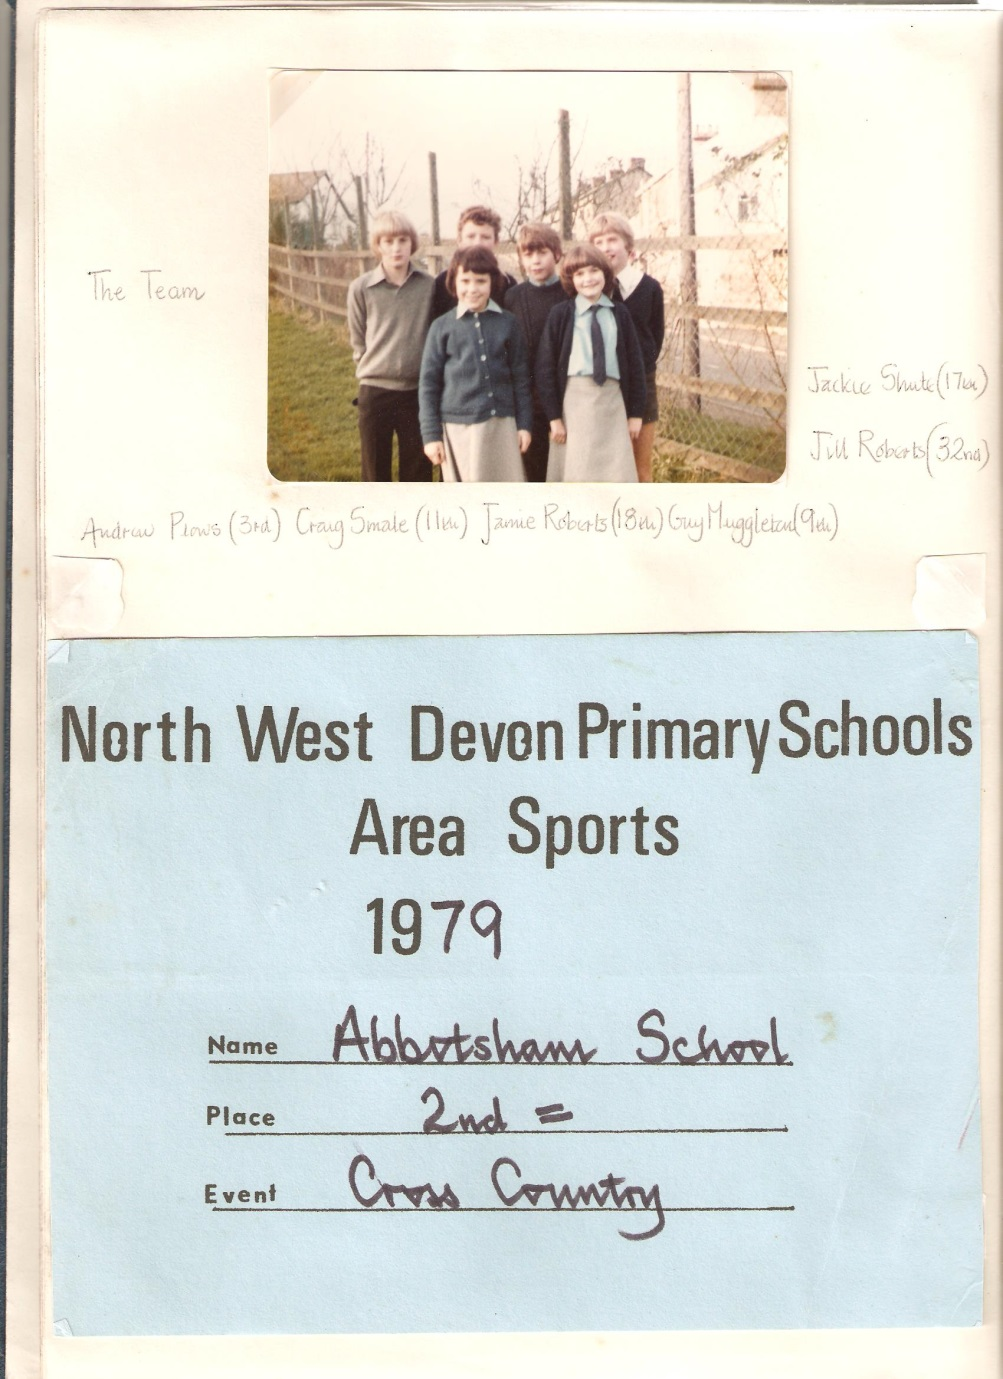 The Team
Jackie Shute (17th)
Jill Roberts (32nd)
Andrew Plows (3rd) Craig Smale (11th) Jamie Roberts (18th) Guy Muggleton (9th)
North West Devon Primary Schools
Area Sports
1979
Name Abbotsham School
Place 2nd =
Event Cross Country